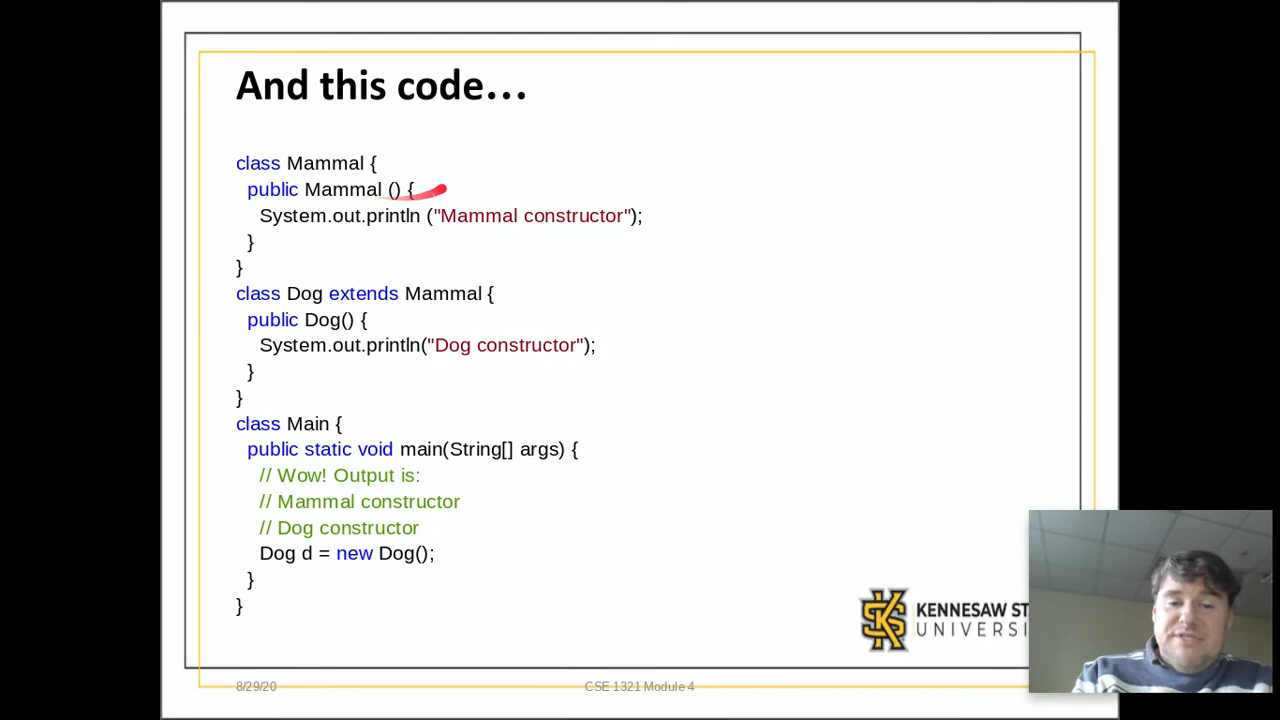 And this code…
class Mammal {
public Mammal () {
System.out.println ("Mammal constructor");
}
}
class Dog extends Mammal {
public Dog() {
System.out.println("Dog constructor");
}
}
class Main {
public static void main(String[] args) {
// Wow! Output is:
// Mammal constructor
// Dog constructor
Dog d = new Dog();
}
}
KENNESAW ST
UNIVERSI
8/29/20
CSE 1321 Module 4